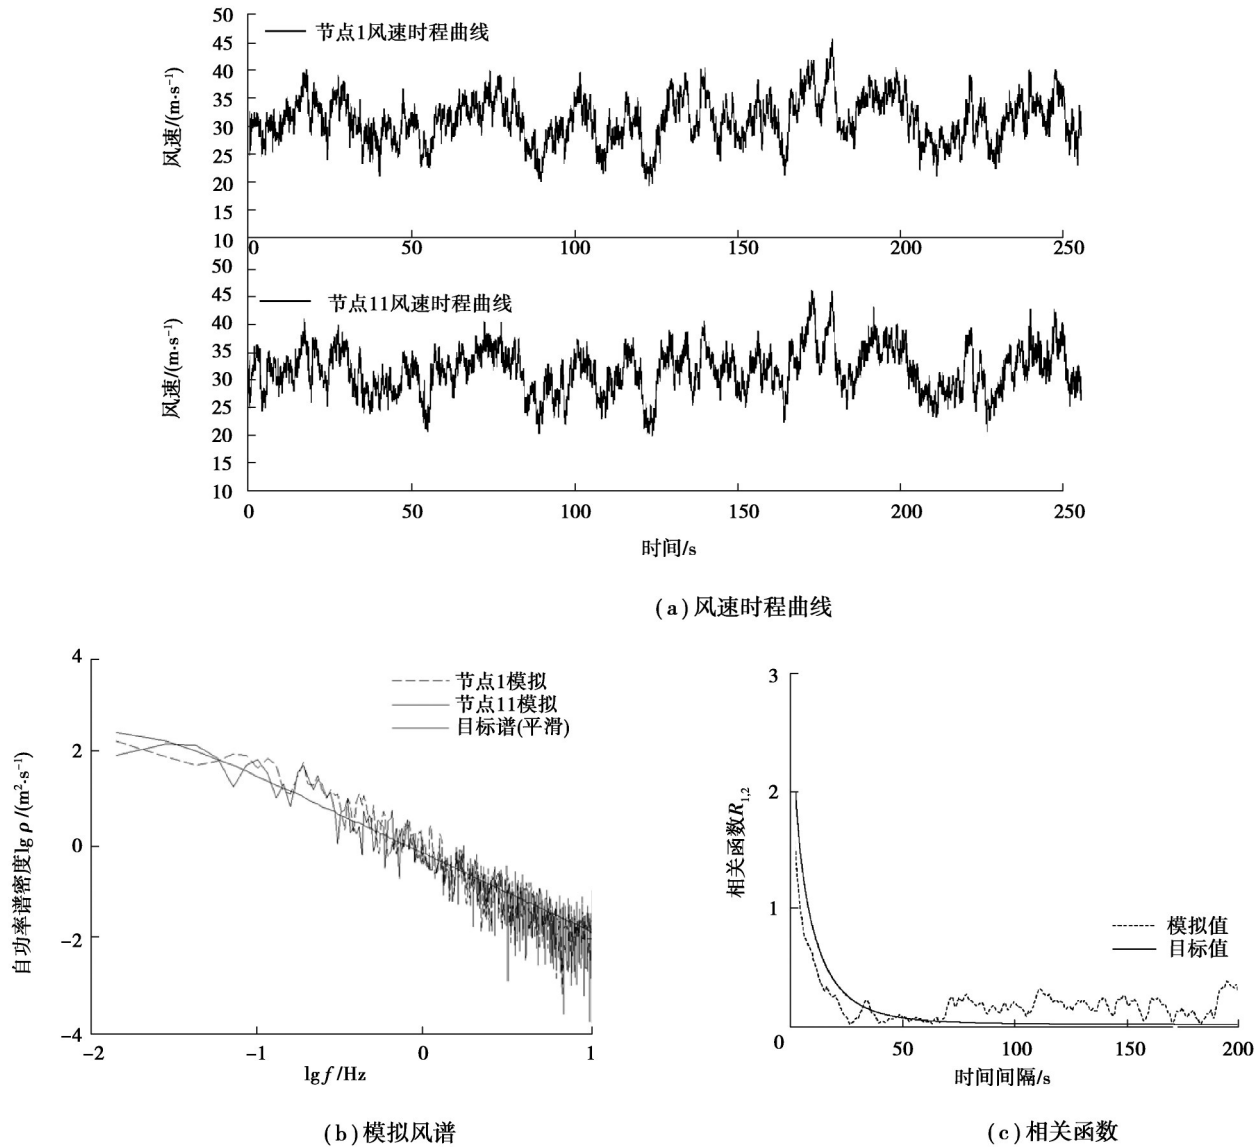 50
节点1风速时程曲线
45
40
35
30
25
20
15
10
风速/(m·s⁻¹)
0
50
100
150
200
250
50
45
节点11风速时程曲线
40
35
30
25
20
15
10
风速/(m·s⁻¹)
0
50
100
150
200
250
时间/s
(a)风速时程曲线
4
2
0
-2
-4
自功率谱密度lg ρ/(m²·s⁻¹)
节点1模拟
节点11模拟
目标谱(平滑)
-2
-1
0
1
lg f/Hz
(b)模拟风谱
3
2
1
0
相关函数R1,2
模拟值
目标值
50
100
150
200
时间间隔/s
(c)相关函数